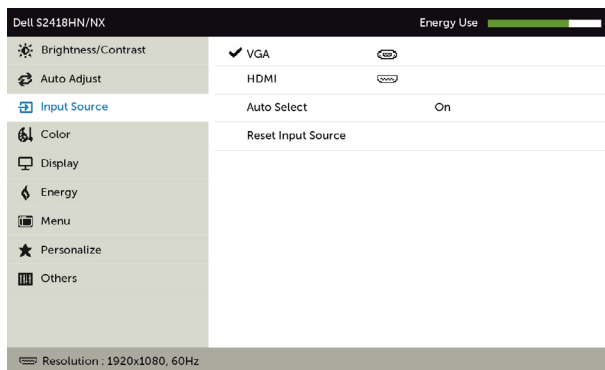 Dell S2418HN/NX Energy Use
Brightness/Contrast
Auto Adjust
Input Source
Color
Display
Energy
Menu
Personalize
Others
VGA
HDMI
Auto Select On
Reset Input Source
Resolution : 1920x1080, 60Hz